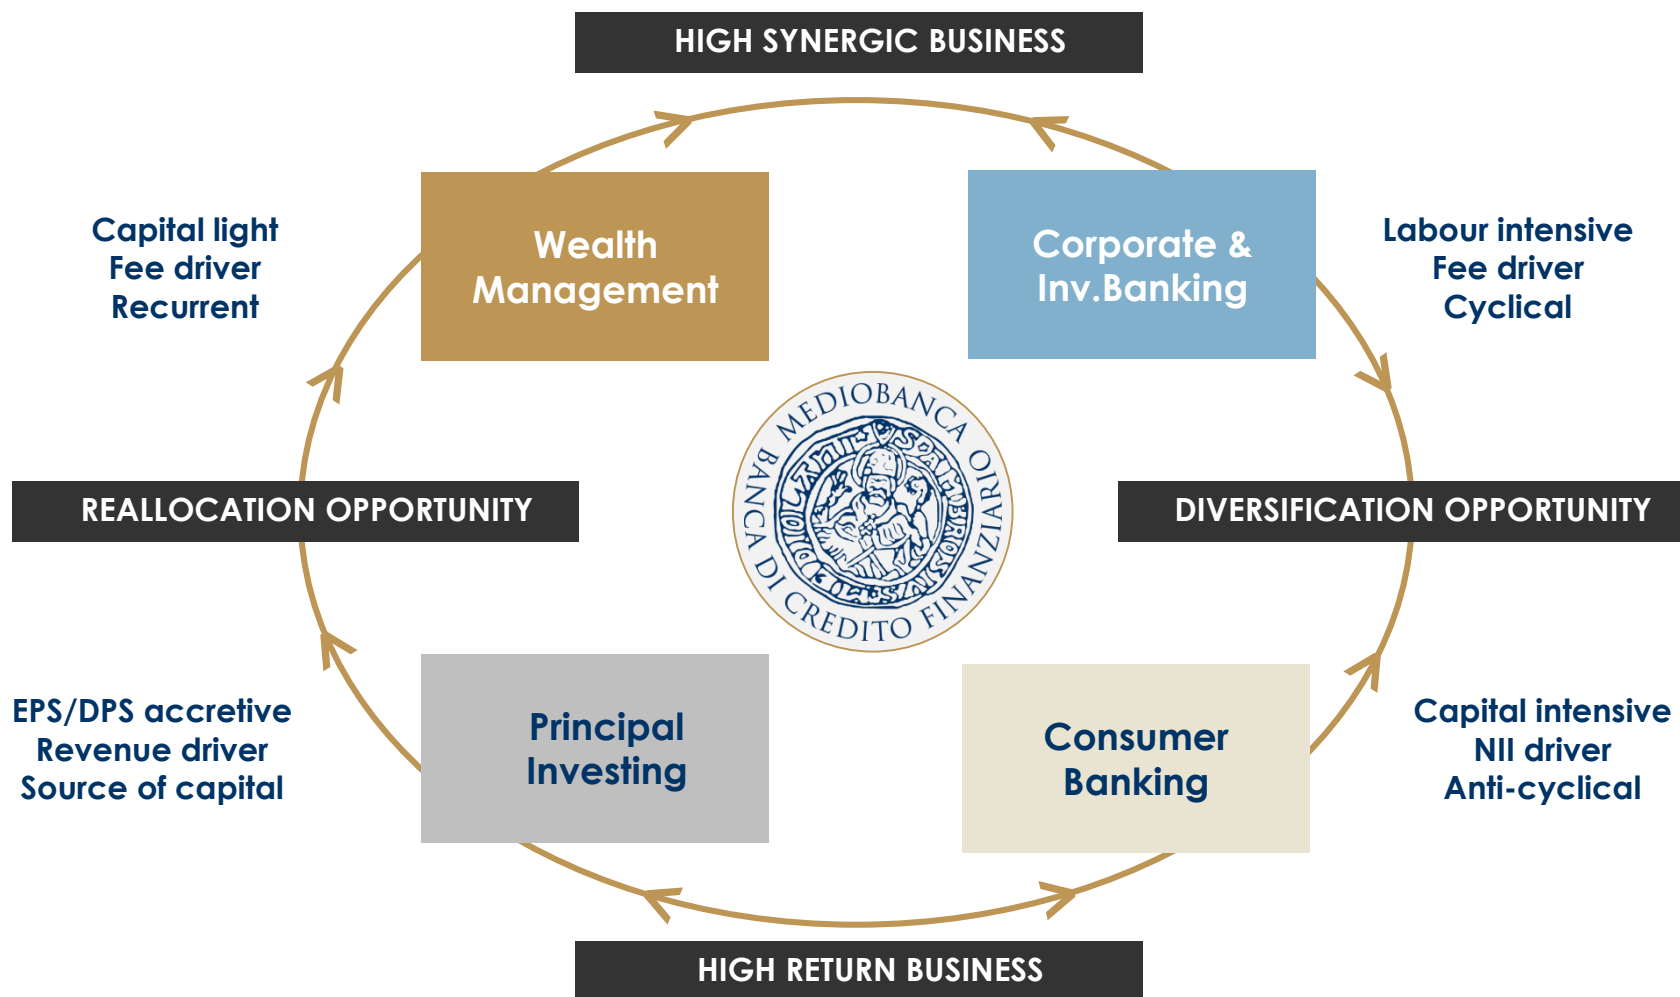 HIGH SYNERGIC BUSINESS
Wealth
Management
Corporate &
Inv.Banking
Capital light
Fee driver
Recurrent
Labour intensive
Fee driver
Cyclical
MEDIOBANCA
BANCA DI CREDITO FINANZIARIO
REALLOCATION OPPORTUNITY
DIVERSIFICATION OPPORTUNITY
EPS/DPS accretive
Revenue driver
Source of capital
Principal
Investing
Consumer
Banking
Capital intensive
NII driver
Anti-cyclical
HIGH RETURN BUSINESS